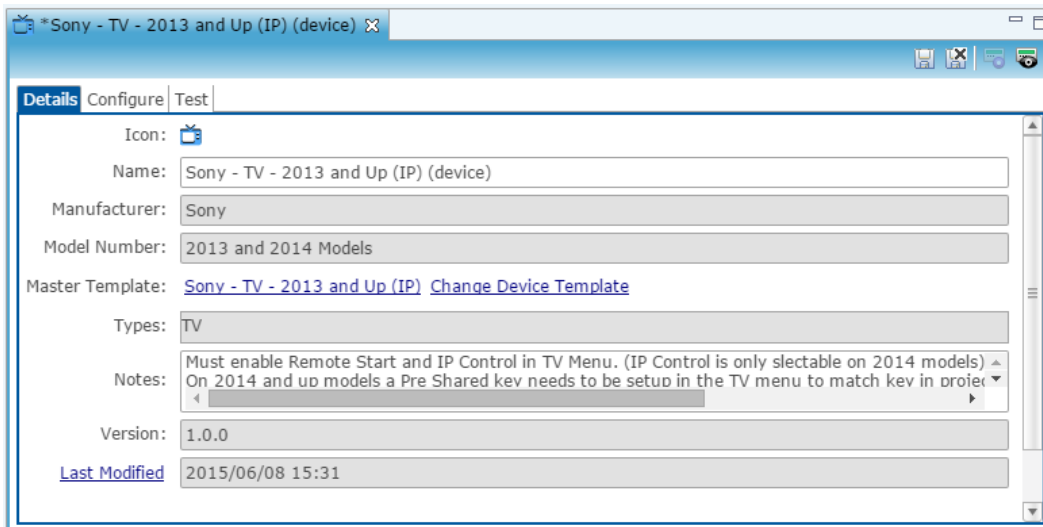 *Sony - TV - 2013 and Up (IP) (device)
Details Configure Test
Icon:
Name: Sony - TV - 2013 and Up (IP) (device)
Manufacturer: Sony
Model Number: 2013 and 2014 Models
Master Template: Sony - TV - 2013 and Up (IP) Change Device Template
Types: TV
Notes: Must enable Remote Start and IP Control in TV Menu. (IP Control is only slectable on 2014 models)
On 2014 and up models a Pre Shared key needs to be setup in the TV menu to match key in
Version: 1.0.0
Last Modified 2015/06/08 15:31